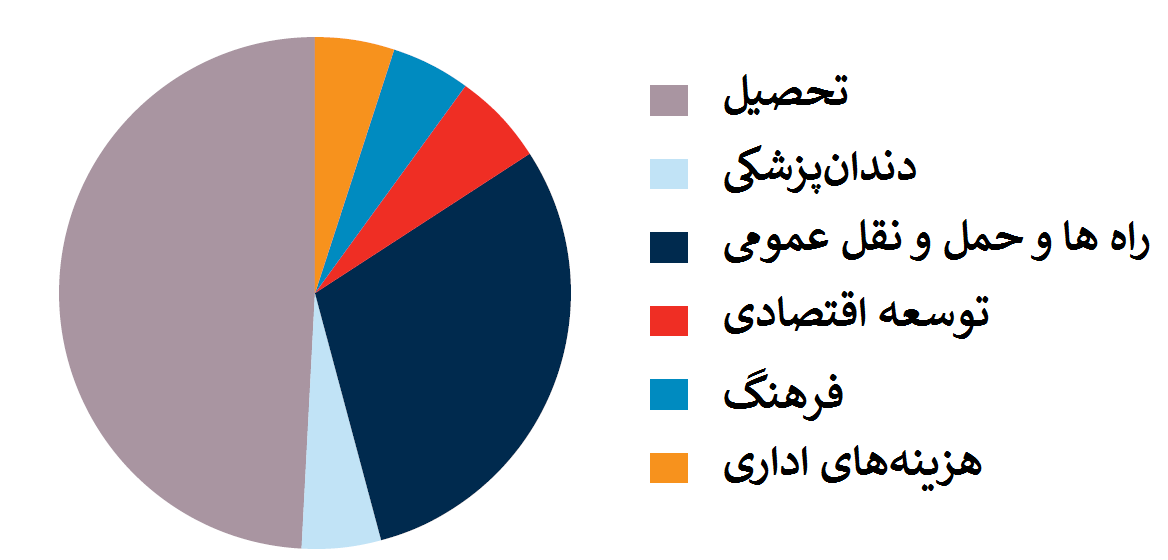 تحصیل
دندان‌پزشکی
راه ها و حمل و نقل عمومی
توسعه اقتصادی
فرهنگ
هزینه‌های اداری